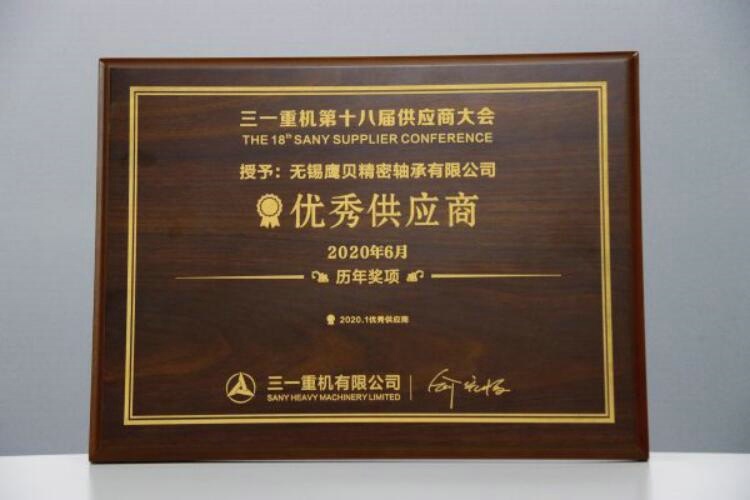 三一重机第十八届供应商大会
THE 18th SANY SUPPLIER CONFERENCE
授予：无锡鹰贝精密轴承有限公司
优秀供应商
2020年6月
历年奖项
2020.1优秀供应商
三一重机有限公司
SANY HEAVY MACHINERY LIMITED